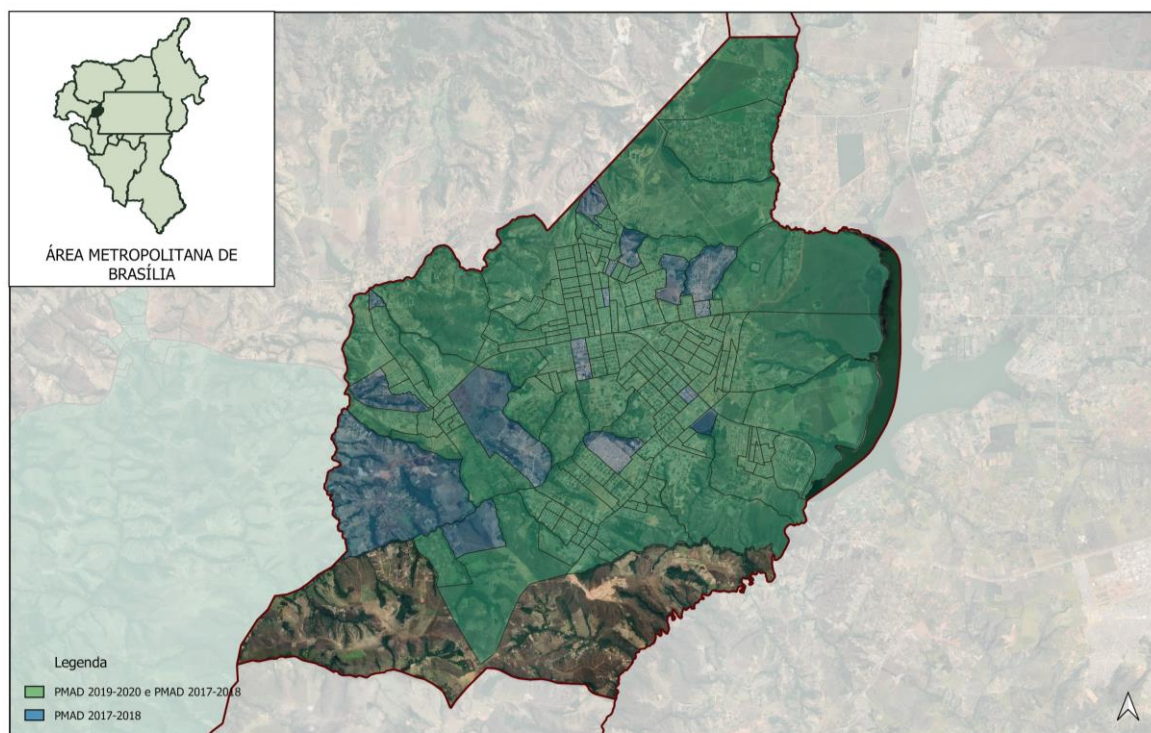 ÁREA METROPOLITANA DE
BRASÍLIA
Legenda
PMAD 2019-2020 e PMAD 2017-2018
PMAD 2017-2018